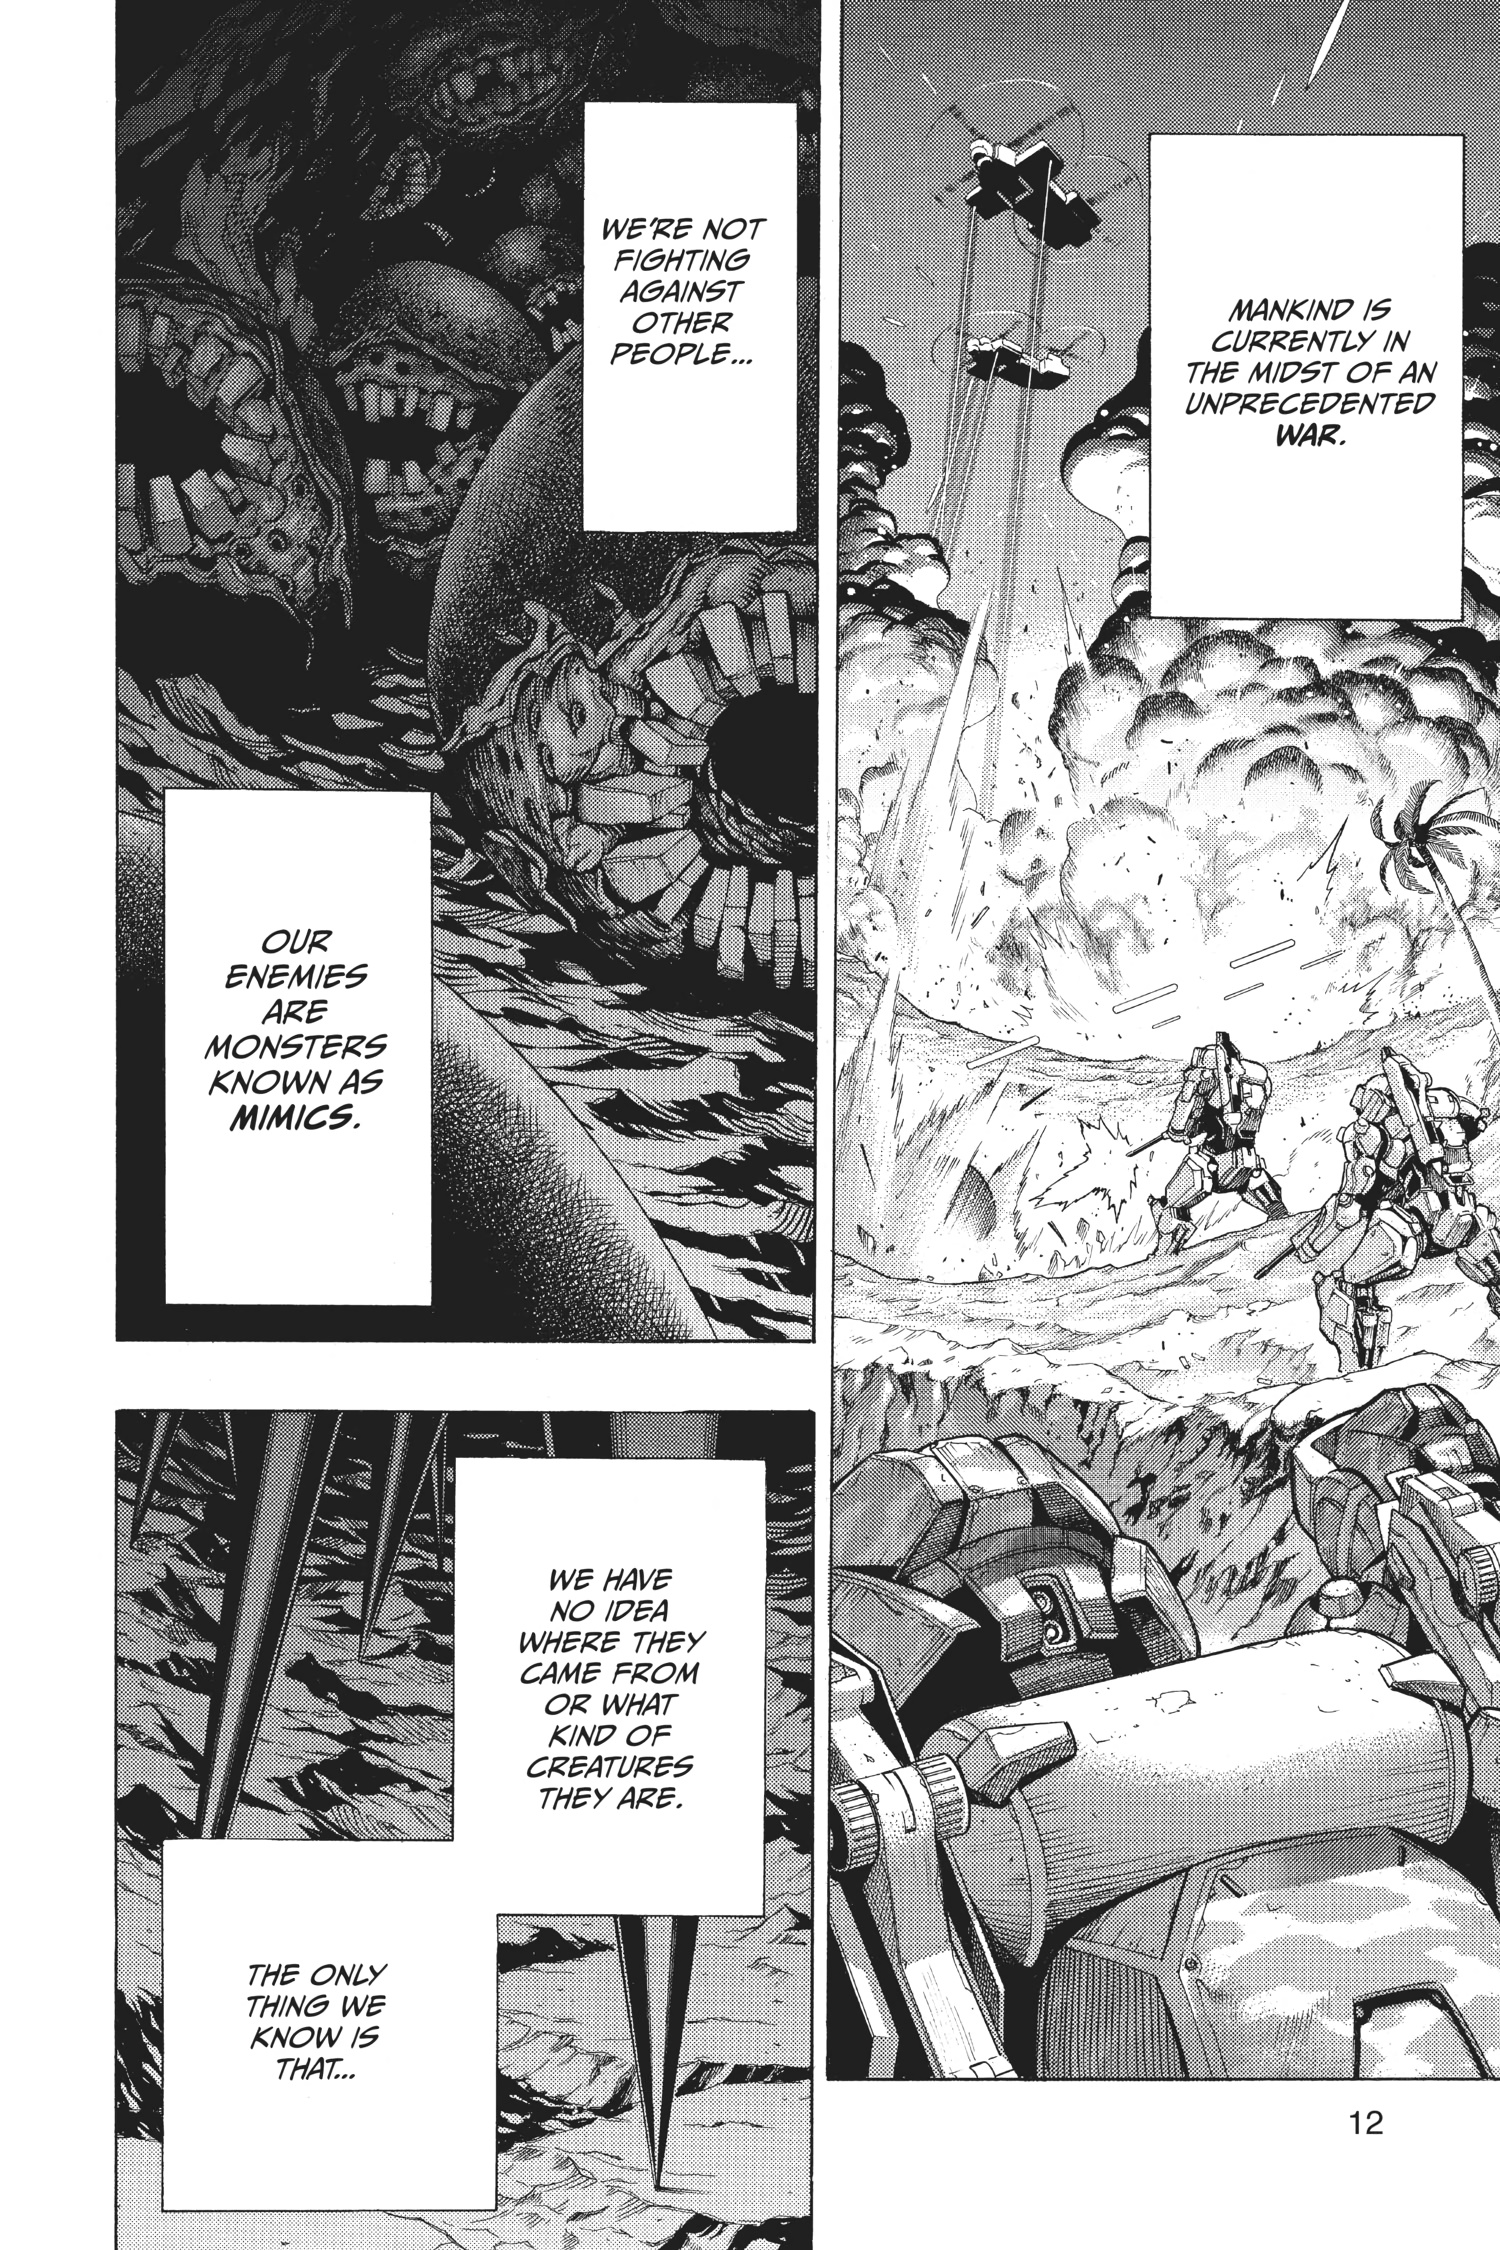 MANKIND IS
CURRENTLY IN
THE MIDST OF AN
UNPRECEDENTED
WAR.
WE'RE NOT
FIGHTING
AGAINST
OTHER
PEOPLE...
OUR
ENEMIES
ARE
MONSTERS
KNOWN AS
MIMICS.
WE HAVE
NO IDEA
WHERE THEY
CAME FROM
OR WHAT
KIND OF
CREATURES
THEY ARE.
THE ONLY
THING WE
KNOW IS
THAT...
12